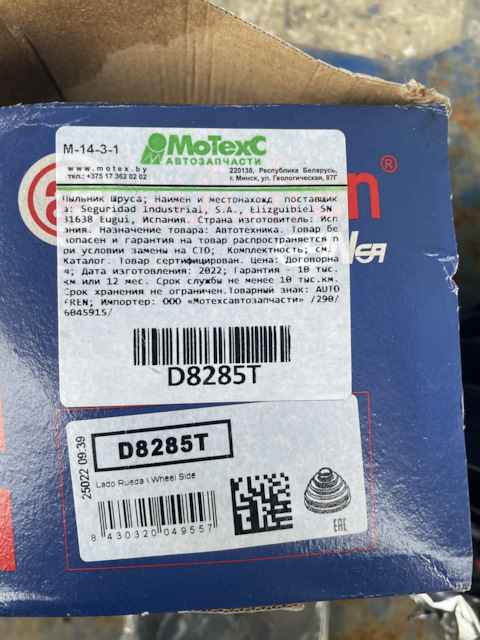 M-14-3-1
МоТехС
АВТОЗАПЧАСТИ
www.motex.by
тел.: +375 17 362 02 02
220138, Республика Беларусь,
г. Минск, ул. Геологическая, 87Г
Пыльник Шруса; Наимен и местонахожд поставщик
а: Seguridad Industrial, S.A., Elizguibiel SN
31638 Eugui, Испания. Страна изготовитель: Исп
ания. Назначение товара: Автотехника. Товар бе
зопасен и гарантия на товар распространяется п
ри условии замены на СТО; Комплектность; см.
Каталог. Товар сертифицирован. Цена: Договорна
я; Дата изготовления: 2022; Гарантия - 10 тыс.
км или 12 мес. Срок службы не менее 10 тыс.км.
Срок хранения не ограничен.Товарный знак: AUTO
FREN; Импортер: ООО «Мотехсавтозапчасти» /290/
6045915/
D8285T
25022 09:39
D8285T
Lado Rueda \ Wheel Side
8 430320 049557
EAC